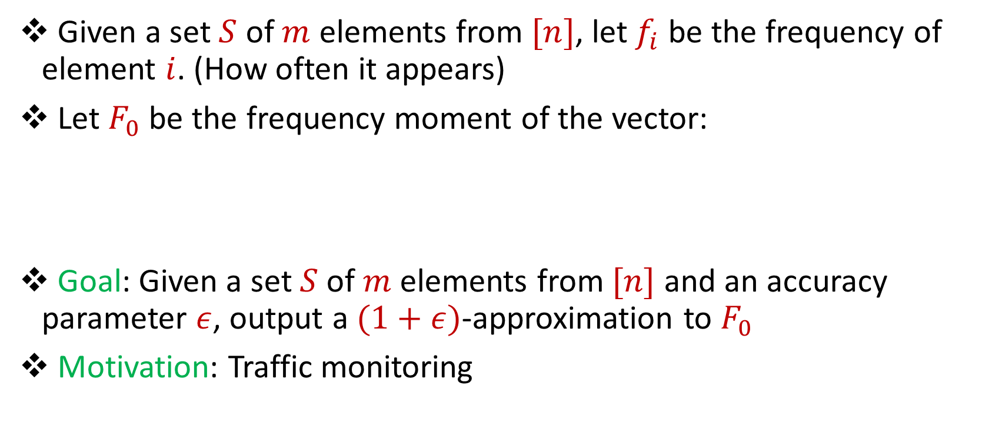 ❖ Given a set S of m elements from [n], let f_i be the frequency of
element i. (How often it appears)
❖ Let F_0 be the frequency moment of the vector:
❖ Goal: Given a set S of m elements from [n] and an accuracy
parameter ϵ, output a (1 + ϵ)-approximation to F_0
❖ Motivation: Traffic monitoring